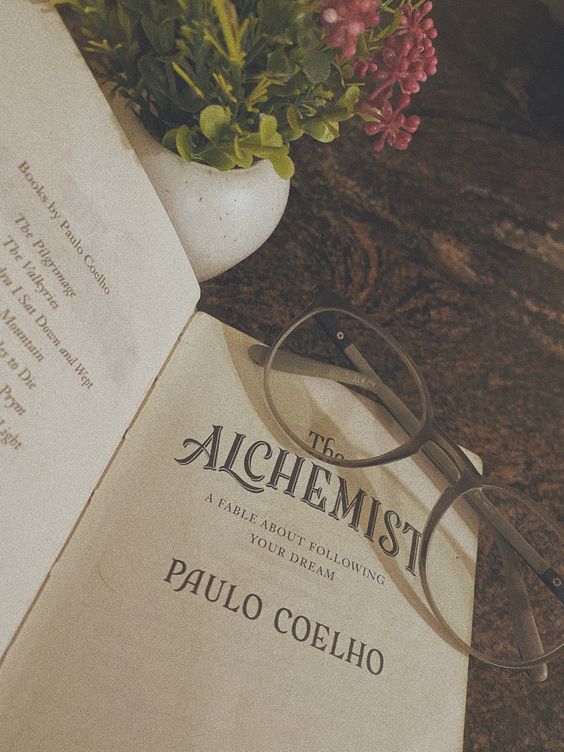 Books by Paulo Coelho
The Pilgrimage
The Valkyries
I Sat Down and Wept
Mountain
to Die
Prym
Light
The
ALCHEMIST
A FABLE ABOUT FOLLOWING
YOUR DREAM
PAULO COELHO